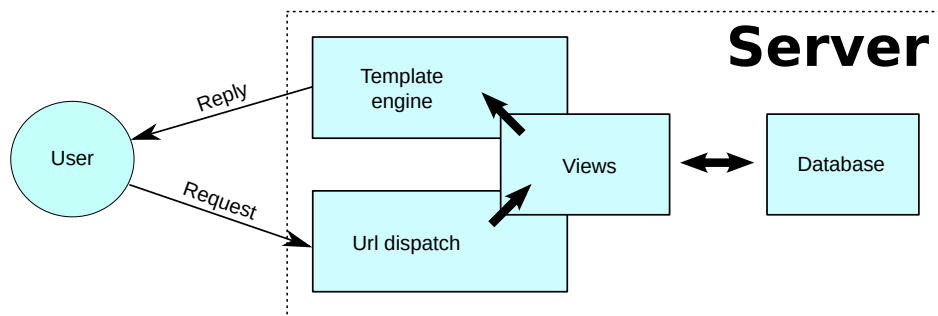 Server
Template
engine
Reply
User
Views
Database
Request
Url dispatch